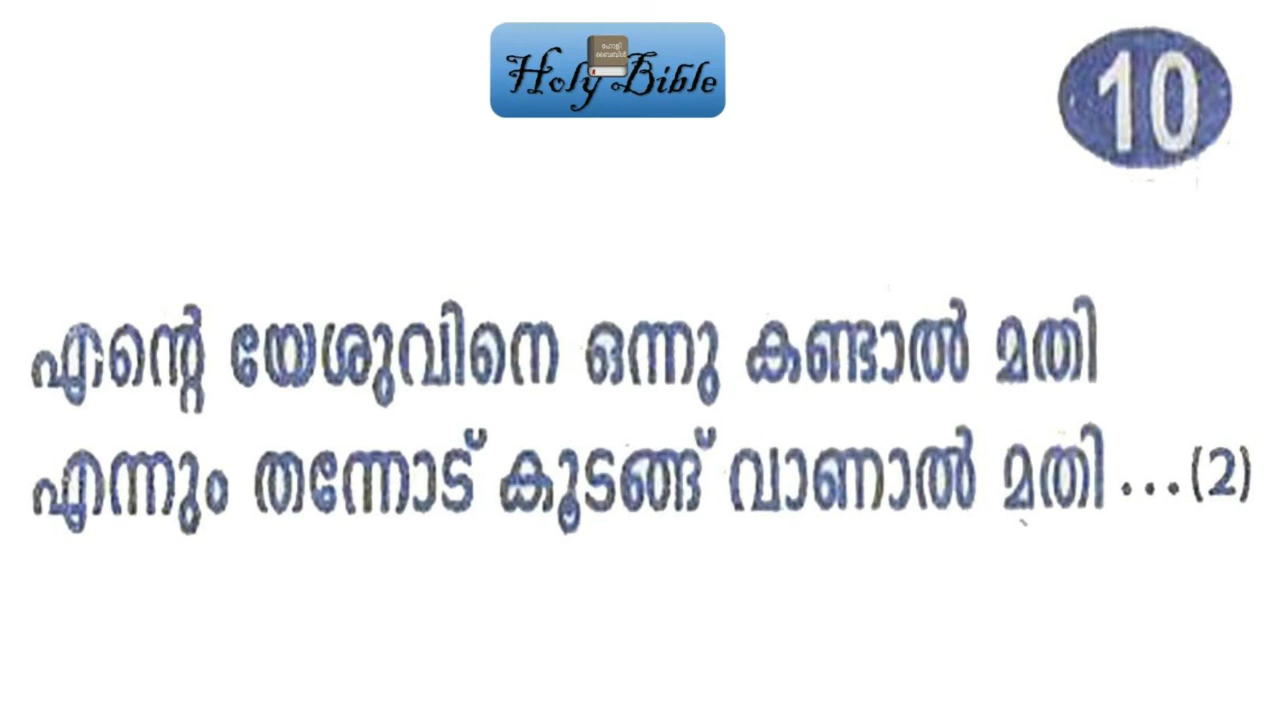 Holy Bible
ഹോളി
ബൈബിൾ
10
എന്റെ യേശുവിനെ ഒന്നു കണ്ടാൽ മതി
എന്നും തന്നോട് കൂടങ്ങ് വാണാൽ മതി ...(2)